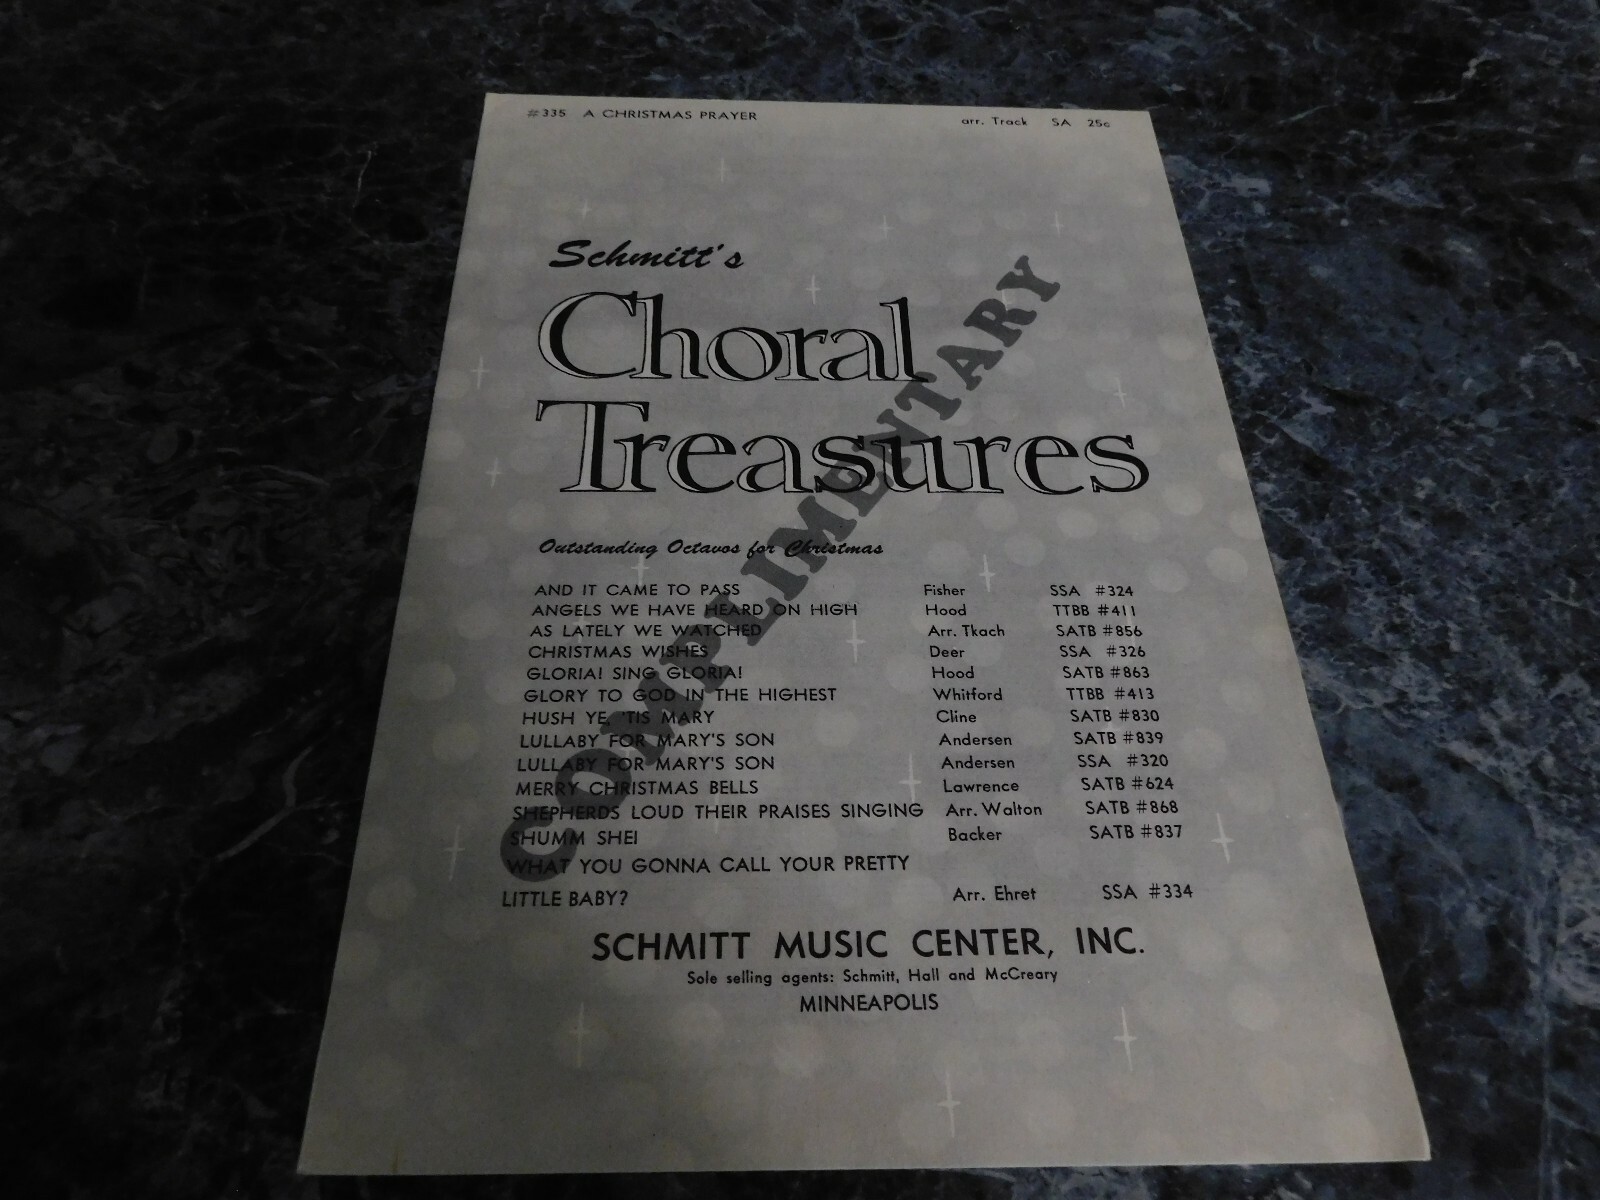 #335 A CHRISTMAS PRAYER arr. Track SA 25c
Schmitt's
Choral
Treasures
COMPLIMENTARY
Outstanding Octavos for Christmas
AND IT CAME TO PASS Fisher SSA #324
ANGELS WE HAVE HEARD ON HIGH Hood TTBB #411
AS LATELY WE WATCHED Arr. Tkach SATB #856
CHRISTMAS WISHES Deer SSA #326
GLORIA! SING GLORIA! Hood SATB #863
GLORY TO GOD IN THE HIGHEST Whitford TTBB #413
HUSH YE, 'TIS MARY Cline SATB #830
LULLABY FOR MARY'S SON Andersen SATB #839
LULLABY FOR MARY'S SON Andersen SSA #320
MERRY CHRISTMAS BELLS Lawrence SATB #624
SHEPHERDS LOUD THEIR PRAISES SINGING Arr. Walton SATB #868
SHUMM SHEI Backer SATB #837
WHAT YOU GONNA CALL YOUR PRETTY
LITTLE BABY? Arr. Ehret SSA #334
SCHMITT MUSIC CENTER, INC.
Sole selling agents: Schmitt, Hall and McCreary
MINNEAPOLIS